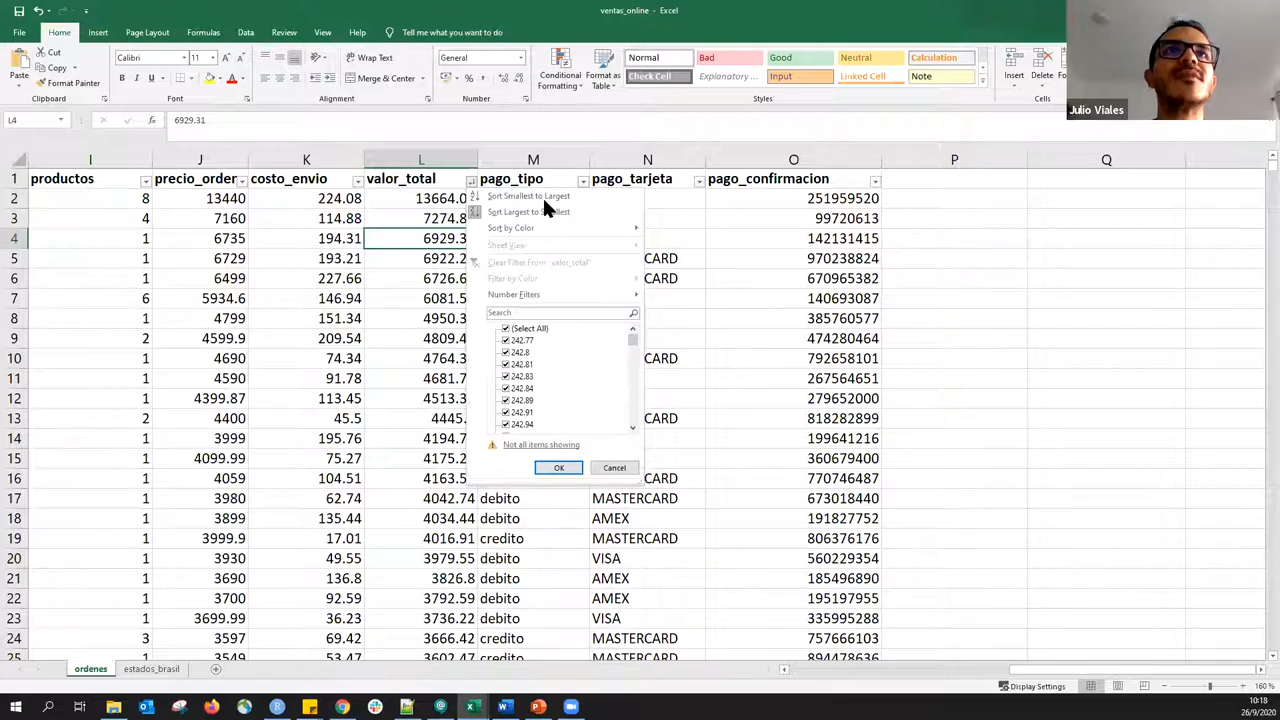 ventas_online - Excel
File Home Insert Page Layout Formulas Data Review View Help Tell me what you want to do
Paste
Cut
Copy
Format Painter
Clipboard
Calibri 11
B I U
Font
Wrap Text
Merge & Center
Alignment
General
Number
Conditional Formatting
Format as Table
Normal Bad Good Neutral Calculation
Check Cell Explanatory ... Input Linked Cell Note
Styles
Insert Delete
Cells
Julio Viales
L4 fx 6929.31
I J K L M N O P Q
1 productos precio_order costo_envio valor_total pago_tipo pago_tarjeta pago_confirmacion
2 8 13440 224.08 13664.0 251959520
3 4 7160 114.88 7274.8 99720613
4 1 6735 194.31 6929.3 142131415
5 1 6729 193.21 6922.2 CARD 970238824
6 1 6499 227.66 6726.6 CARD 670965382
7 6 5934.6 146.94 6081.5 140693087
8 1 4799 151.34 4950.3 385760577
9 2 4599.9 209.54 4809.4 474280464
10 1 4690 74.34 4764.3 CARD 792658101
11 1 4590 91.78 4681.7 267564651
12 1 4399.87 113.45 4513.3 279652000
13 2 4400 45.5 4445. CARD 818282899
14 1 3999 195.76 4194.7 199641216
15 1 4099.99 75.27 4175.2 360679400
16 1 4059 104.51 4163.5 CARD 770746487
17 1 3980 62.74 4042.74 debito MASTERCARD 673018440
18 1 3899 135.44 4034.44 debito AMEX 191827752
19 1 3999.9 17.01 4016.91 credito MASTERCARD 806376176
20 1 3930 49.55 3979.55 debito VISA 560229354
21 1 3690 136.8 3826.8 debito AMEX 185496890
22 1 3700 92.59 3792.59 debito AMEX 195197955
23 1 3699.99 36.23 3736.22 debito VISA 335995288
24 3 3597 69.42 3666.42 credito MASTERCARD 757666103
25 1 3549 53.47 3602.47 credito MASTERCARD 894478636
Sort Smallest to Largest
Sort Largest to Smallest
Sort by Color
Sheet View
Clear Filter From "valor_total"
Filter by Color
Number Filters
Search
(Select All)
242.77
242.8
242.81
242.83
242.84
242.89
242.91
242.94
Not all items showing
OK Cancel
ordenes estados_brasil
Display Settings 160 %
10:18
26/9/2020